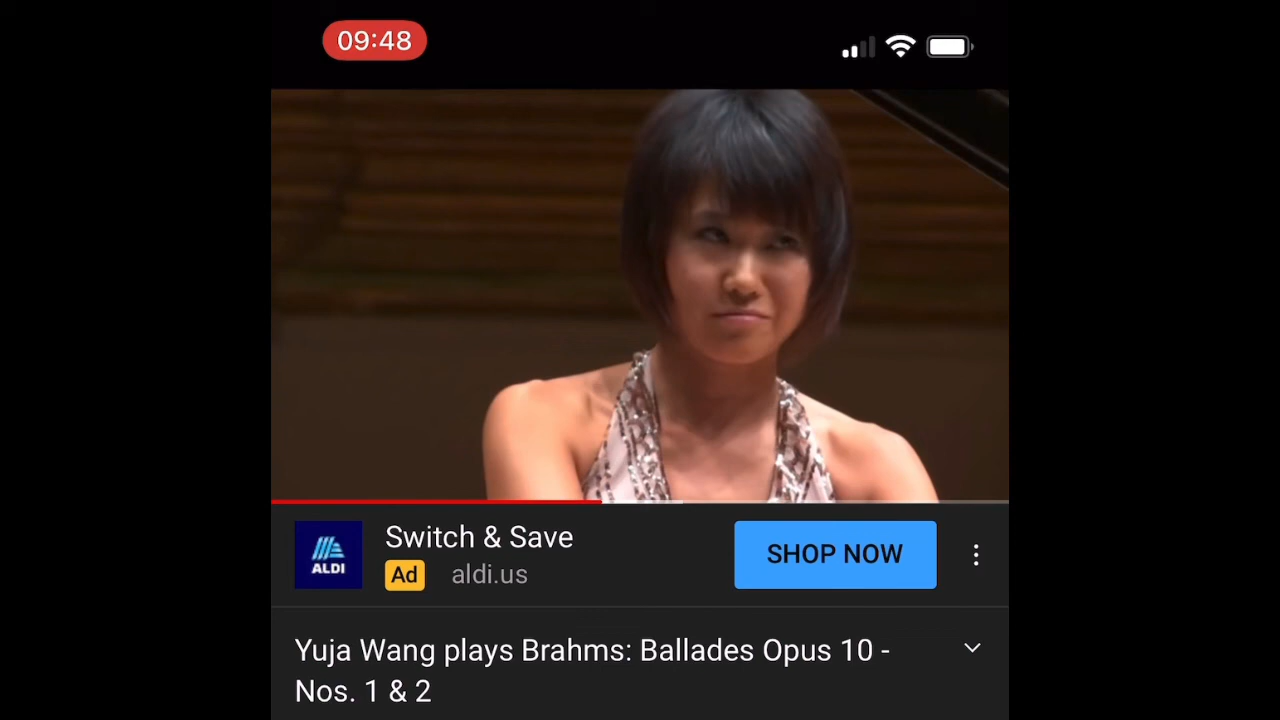 09:48
ALDI
Switch & Save
Ad aldi.us
SHOP NOW
Yuja Wang plays Brahms: Ballades Opus 10 -
Nos. 1 & 2